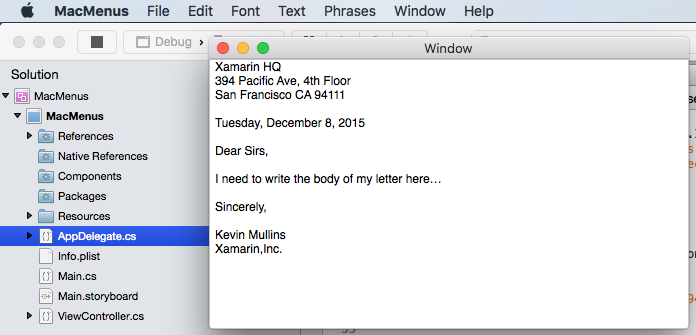 MacMenus File Edit Font Text Phrases Window Help
Debug
Window
Solution
MacMenus
MacMenus
References
Native References
Components
Packages
Resources
AppDelegate.cs
Info.plist
Main.cs
Main.storyboard
ViewController.cs
Xamarin HQ
394 Pacific Ave, 4th Floor
San Francisco CA 94111
Tuesday, December 8, 2015
Dear Sirs,
I need to write the body of my letter here…
Sincerely,
Kevin Mullins
Xamarin,Inc.